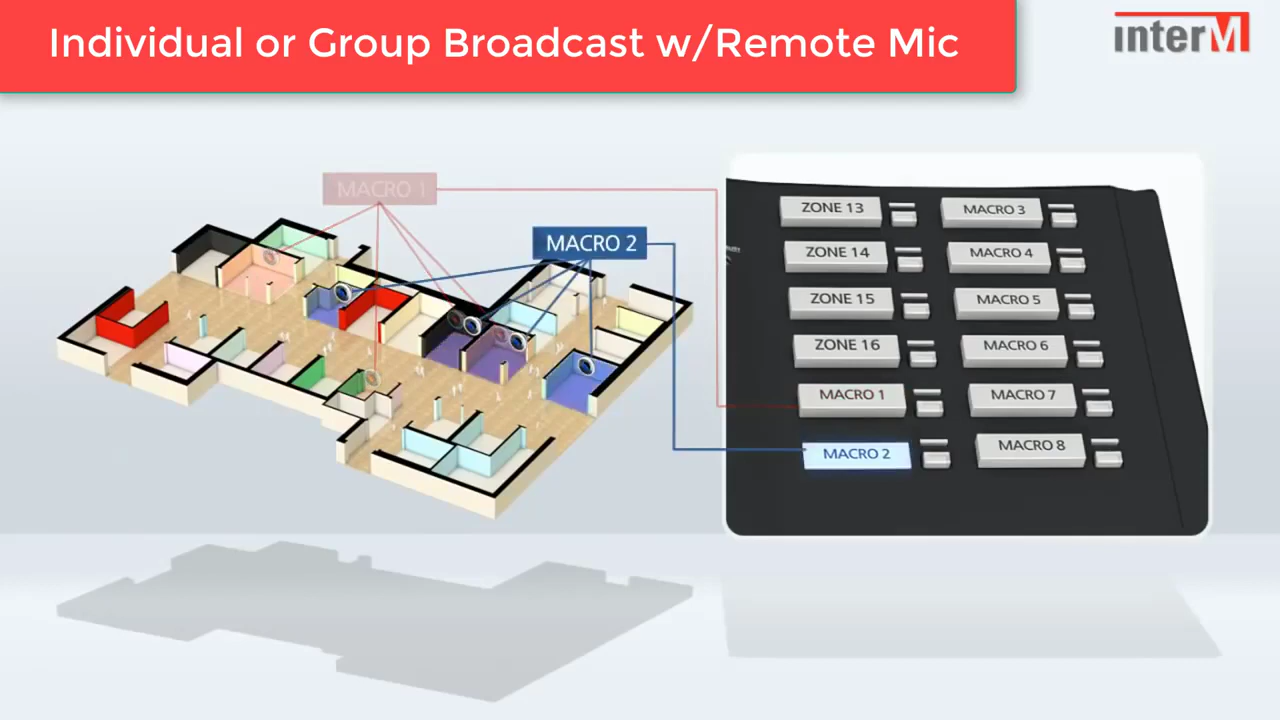 Individual or Group Broadcast w/Remote Mic
interM
MACRO 1
MACRO 2
ZONE 13
MACRO 3
ZONE 14
MACRO 4
ZONE 15
MACRO 5
ZONE 16
MACRO 6
MACRO 1
MACRO 7
MACRO 2
MACRO 8